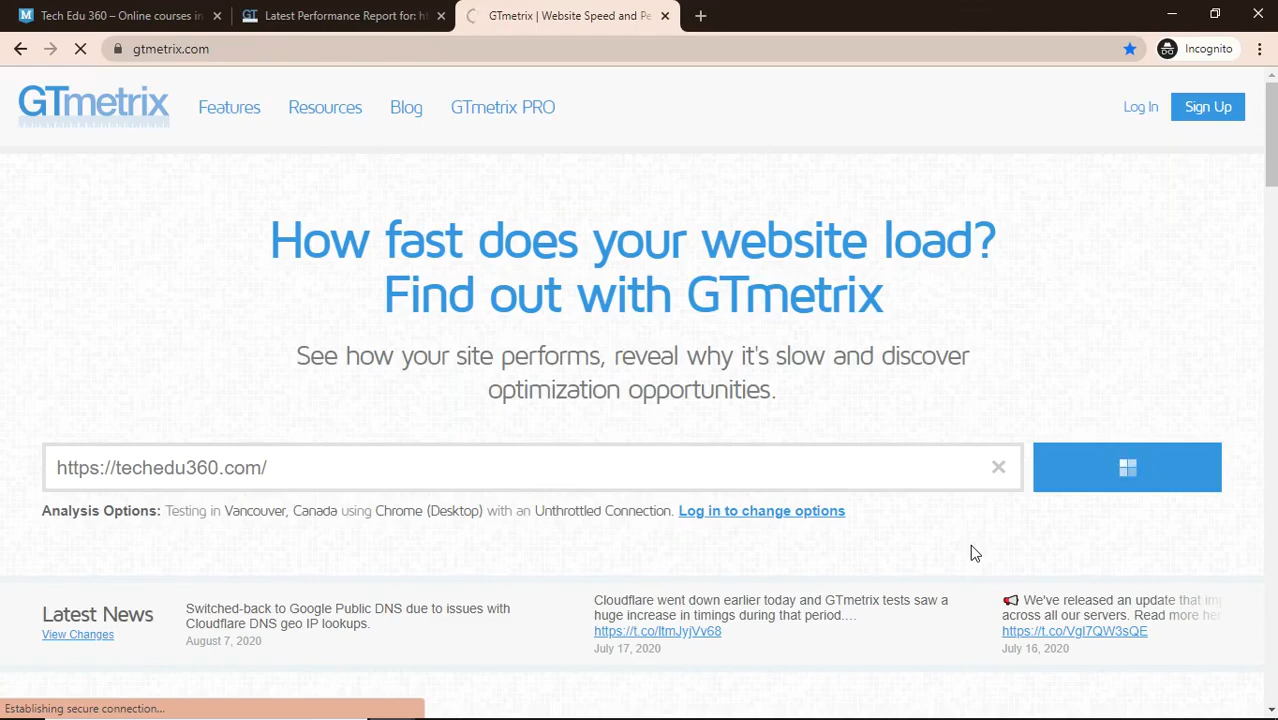 Tech Edu 360 – Online courses in
Latest Performance Report for: ht
GTmetrix | Website Speed and Pe
gtmetrix.com
Incognito
GTmetrix
Features
Resources
Blog
GTmetrix PRO
Log In
Sign Up
How fast does your website load?
Find out with GTmetrix
See how your site performs, reveal why it's slow and discover
optimization opportunities.
https://techedu360.com/
Analysis Options: Testing in Vancouver, Canada using Chrome (Desktop) with an Unthrottled Connection. Log in to change options
Latest News
View Changes
Switched-back to Google Public DNS due to issues with
Cloudflare DNS geo IP lookups.
August 7, 2020
Cloudflare went down earlier today and GTmetrix tests saw a
huge increase in timings during that period....
https://t.co/ltmJyjVv68
July 17, 2020
We've released an update that im
across all our servers. Read more he
https://t.co/VgI7QW3sQE
July 16, 2020
Establishing secure connection...